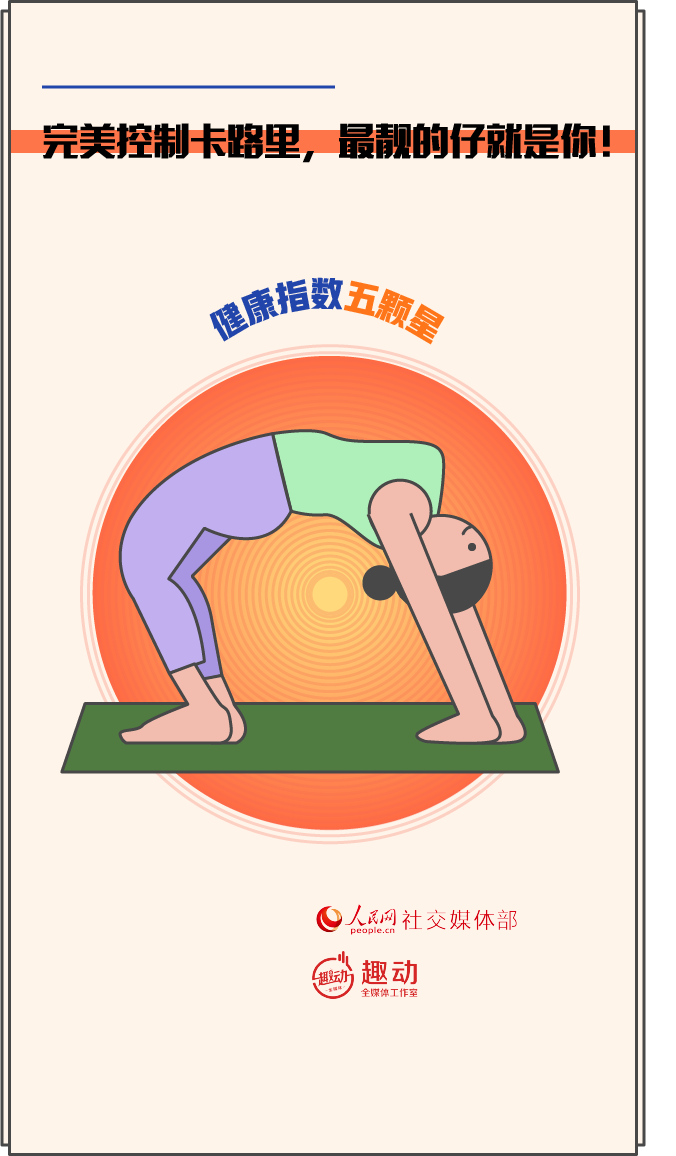 完美控制卡路里，最靓的仔就是你！
健康指数五颗星
人民网 社交媒体部
people.cn
趣动
趣动
全媒体
全媒体工作室